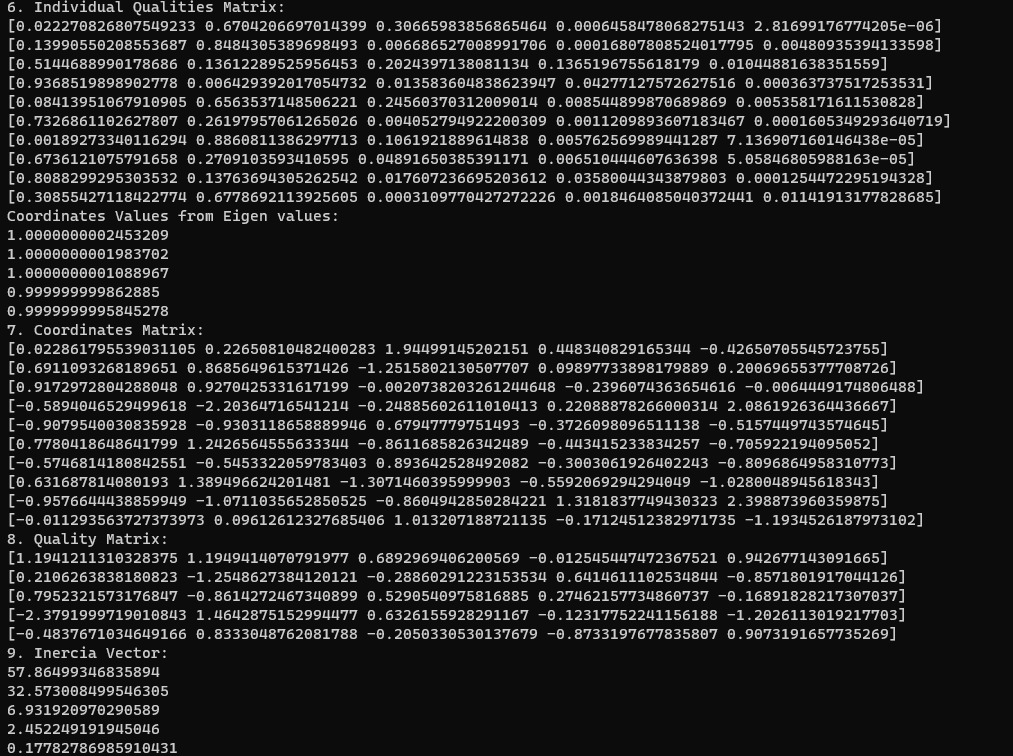 6. Individual Qualities Matrix:
[0.022270826807549233 0.6704206697014399 0.30665983856865464 0.0006458478068275143 2.81699176774205e-06]
[0.13990550208553687 0.8484305389698493 0.006686527008991706 0.00016807808524017795 0.00480935394133598]
[0.5144688990178686 0.13612289525956453 0.2024397138081134 0.1365196755618179 0.01044881638351559]
[0.9368519898902778 0.006429392017054732 0.013583604838623947 0.04277127572627516 0.000363737517253531]
[0.08413951067910905 0.6563537148506221 0.24560370312009014 0.008544899870689869 0.005358171611530828]
[0.7326861102627807 0.26197957061265026 0.004052794922200309 0.0011209893607183467 0.0001605349293640719]
[0.00189273340116294 0.886081138629713 0.1061921889614838 0.005762569989441287 7.13690716014643 8e-05]
[0.6736121075791658 0.2709103593410595 0.04891650385391171 0.006510444607636398 5.05846805988163e-05]
[0.8088299295303532 0.13763694305262542 0.017607236695203612 0.03580044343879803 0.0001254472295194328]
[0.30855427118422774 0.6778692113925605 0.0003109770427272226 0.0018464085040372441 0.01141913177828685]
Coordinates Values from Eigen values:
1.0000000002453209
1.0000000001983702
1.0000000001088967
0.999999999862885
0.9999999995845278
7. Coordinates Matrix:
[0.022861795539031105 0.22650810482400283 1.94499145202151 0.448340829165344 -0.42650705545723755]
[0.6911093268189651 0.8685649615371426 -1.2515802130507707 0.09897733898179889 0.20069655377708726]
[0.9172972804288048 0.9270425331617199 -0.0020738203261244648 -0.2396074363654616 -0.0064449174806488]
[-0.5894046529499618 -2.20364716541214 -0.24885602611010413 0.22088878266000314 2.0861926364436667]
[-0.9079540030835928 -0.9303118658889946 0.67947779751493 -0.3726098096511138 -0.5157449743574645]
[0.7780418648641799 1.2426564555633344 -0.8611685826342489 -0.443415233834257 -0.705922194095052]
[-0.5746814180842551 -0.5453322059783403 0.893642528492082 -0.3003061926402243 -0.8096864958310773]
[0.631687814080193 1.389496624201481 -1.3071460395999903 -0.5592069294294049 -1.0280048945618343]
[-0.9576644438859949 -1.0711035652850525 -0.8604942850284221 1.3181837749430323 2.398873960359875]
[-0.011293563727373973 0.09612612327685406 1.013207188721135 -0.17124512382971735 -1.1934526187973102]
8. Quality Matrix:
[1.1941211310328375 1.1949414070791977 0.6892969406200569 -0.012545447472367521 0.942677143091665]
[0.2106263838180823 -1.2548627384120121 -0.28860291223153534 0.6414611102534844 -0.8571801917044126]
[0.7952321573176847 -0.8614272467340899 0.5290540975816885 0.27462157734860737 -0.16891828217307037]
[-2.3791999719010843 1.4642875152994477 0.6326155928291167 -0.12317752241156188 -1.2026113019217703]
[-0.4837671034649166 0.8333048762081788 -0.2050330530137679 -0.8733197677835807 0.9073191657735269]
9. Inercia Vector:
57.86499346835894
32.573008499546305
6.931920970290589
2.452249191945046
0.17782786985910431